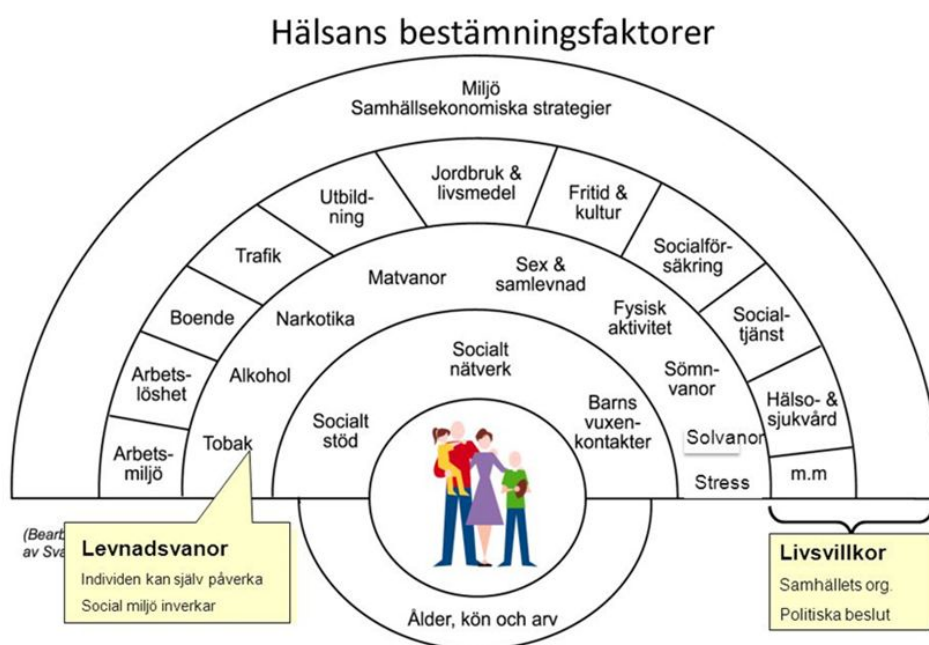 Hälsans bestämningsfaktorer
Miljö
Samhällsekonomiska strategier
Jordbruk &
livsmedel
Utbild-
ning
Fritid &
kultur
Trafik
Socialför-
säkring
Boende
Social-
tjänst
Arbets-
löshet
Hälso- &
sjukvård
Arbets-
miljö
m.m
Matvanor
Sex &
samlevnad
Narkotika
Fysisk
aktivitet
Alkohol
Sömn-
vanor
Tobak
Solvanor
Stress
Socialt
nätverk
Socialt
stöd
Barns
vuxen-
kontakter
Ålder, kön och arv
(Bearb
av Sva
Levnadsvanor
Individen kan själv påverka
Social miljö inverkar
Livsvillkor
Samhällets org.
Politiska beslut